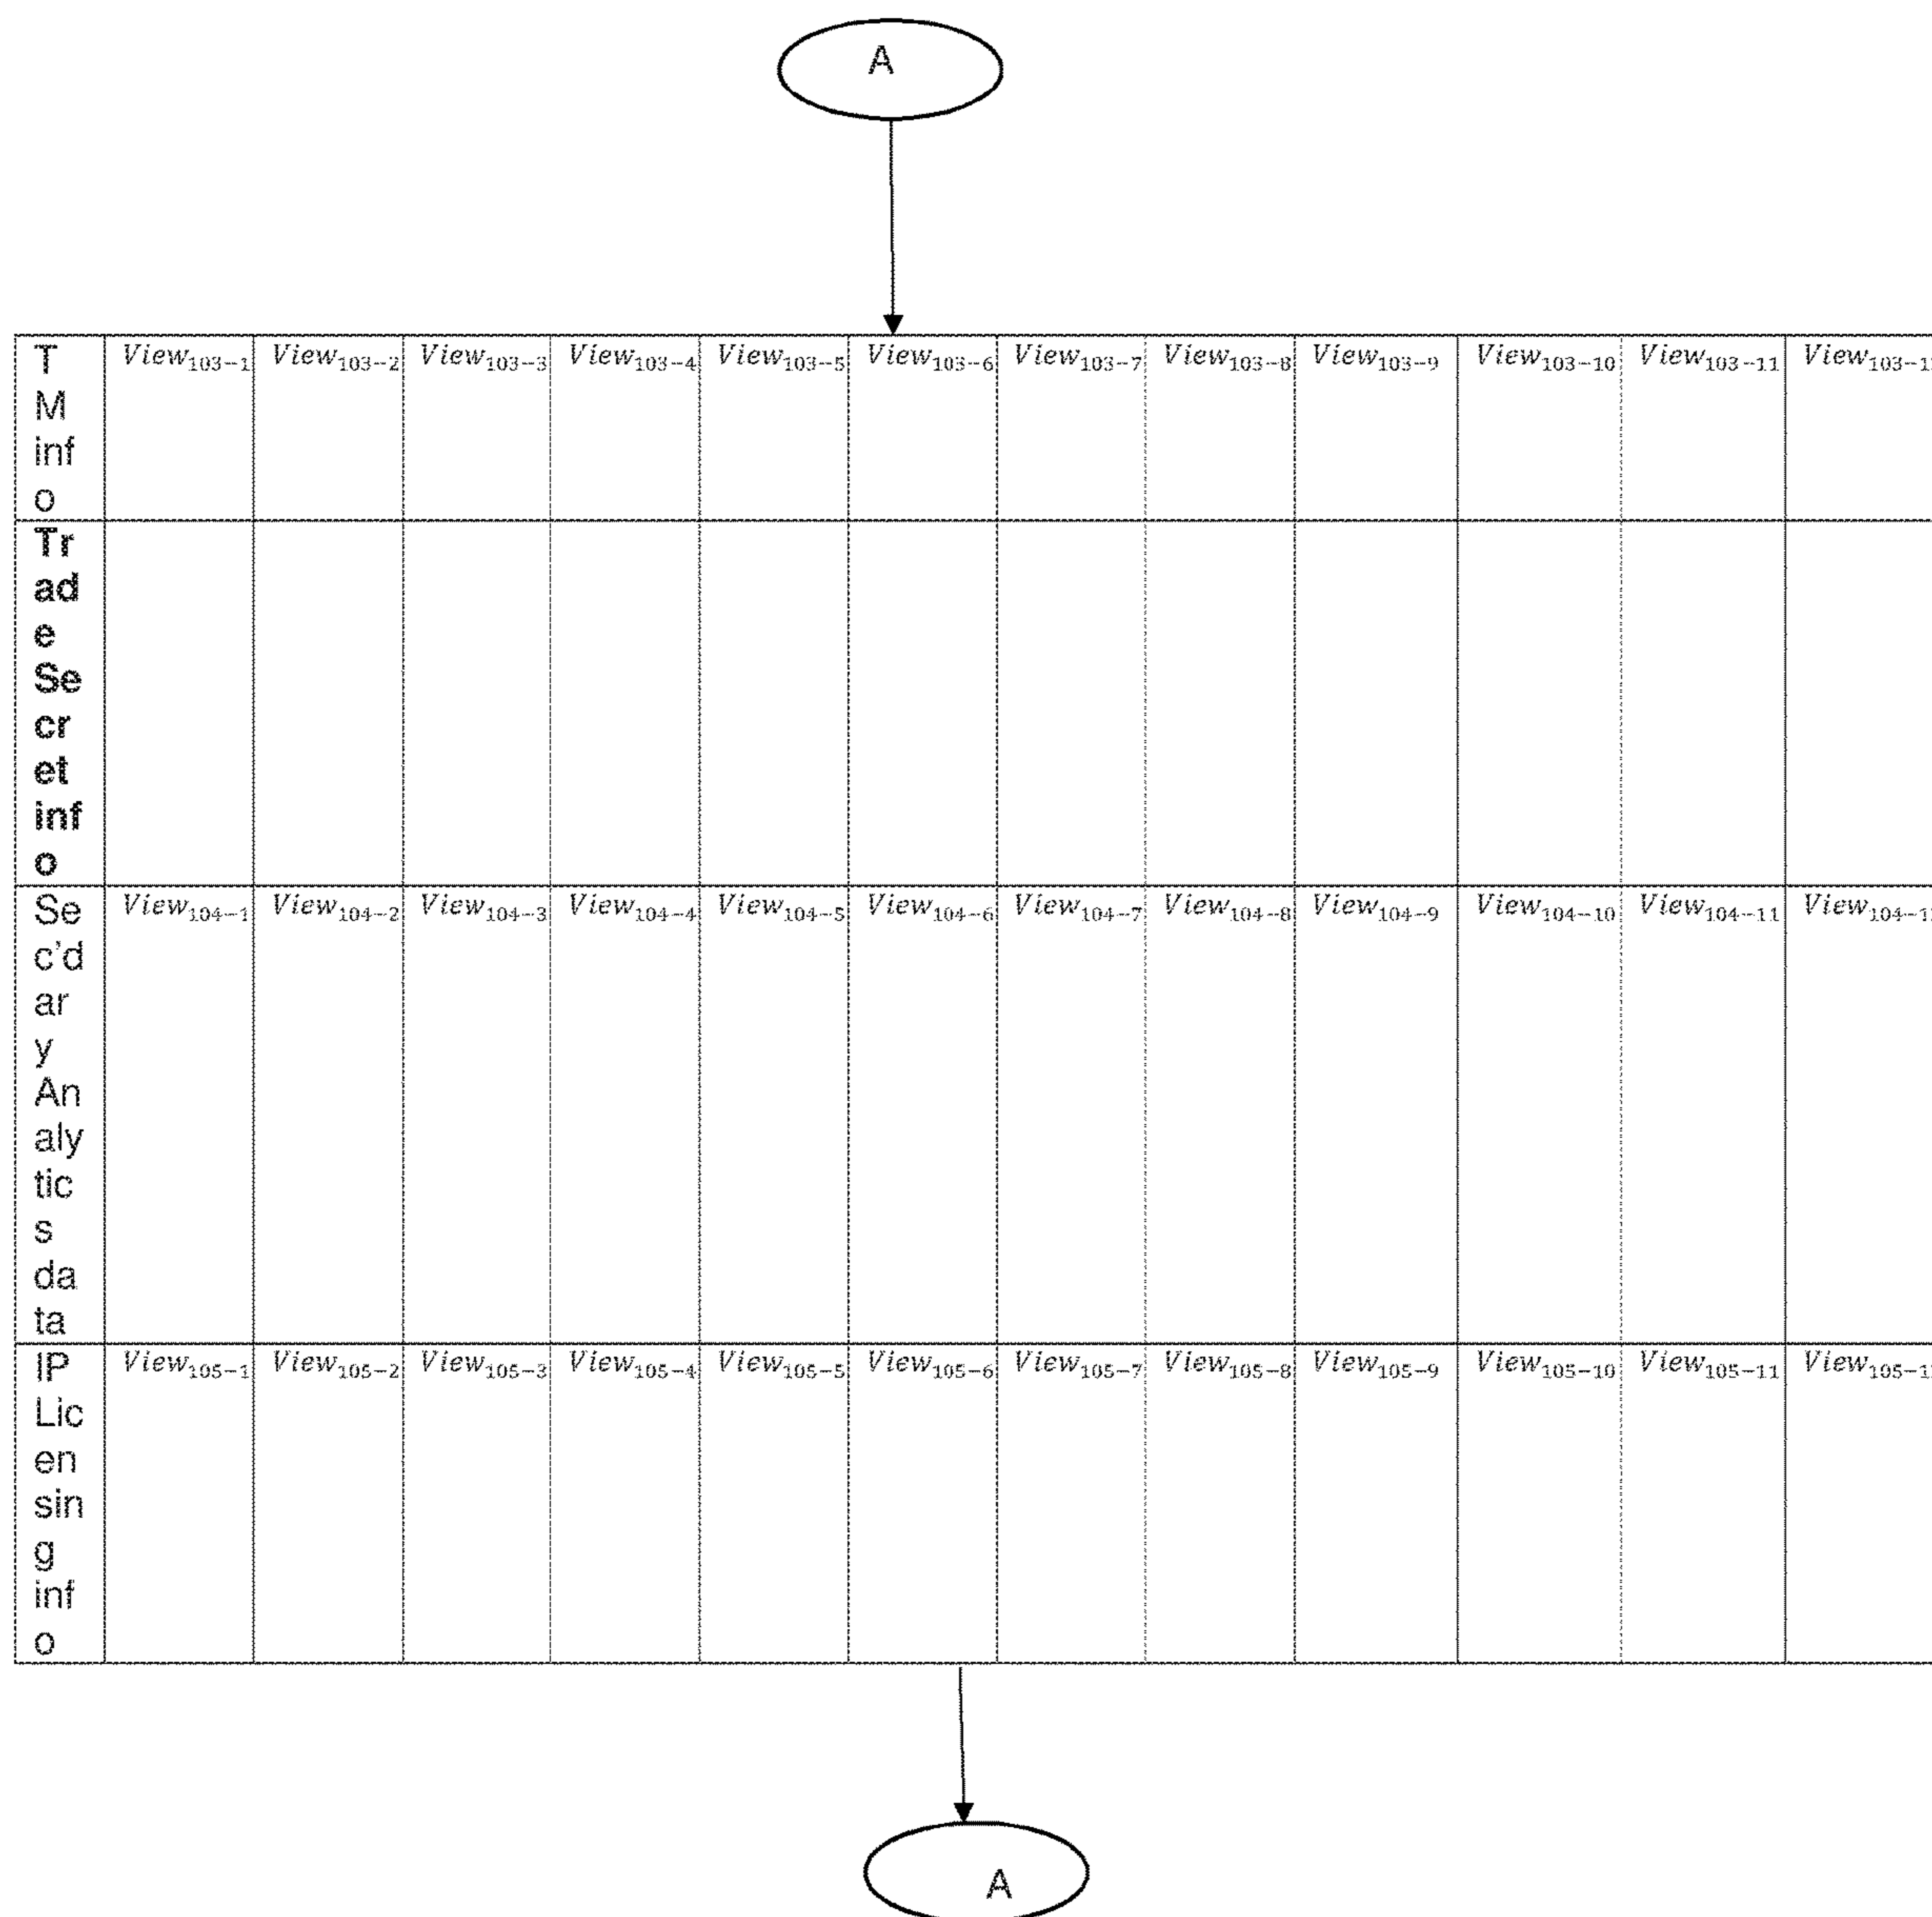 A
T View103-1 View103-2 View103-3 View103-4 View103-5 View103-6 View103-7 View103-8 View103-9 View103-10 View103-11
M
inf
o
Tr
ad
e
Se
cr
et
inf
o
Se View104-1 View104-2 View104-3 View104-4 View104-5 View104-6 View104-7 View104-8 View104-9 View104-10 View104-11
c'd
ar
y
An
aly
tic
s
da
ta
IP View105-1 View105-2 View105-3 View105-4 View105-5 View105-6 View105-7 View105-8 View105-9 View105-10 View105-11
Lic
en
sin
g
inf
o
A